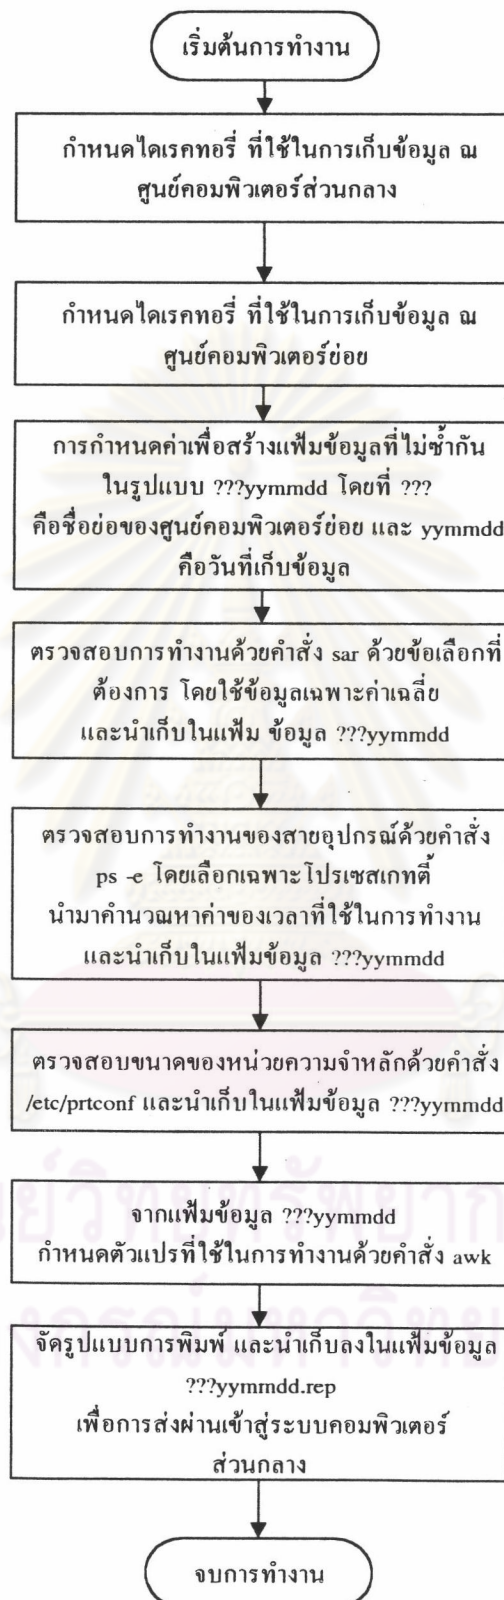 เริ่มต้นการทำงาน
กำหนดไดเรคทอรี่ ที่ใช้ในการเก็บข้อมูล ณ
ศูนย์คอมพิวเตอร์ส่วนกลาง
กำหนดไดเรคทอรี่ ที่ใช้ในการเก็บข้อมูล ณ
ศูนย์คอมพิวเตอร์ย่อย
การกำหนดค่าเพื่อสร้างแฟ้มข้อมูลที่ไม่ซ้ำกัน
ในรูปแบบ ???yymmdd โดยที่ ???
คือชื่อย่อของศูนย์คอมพิวเตอร์ย่อย และ yymmdd
คือวันที่เก็บข้อมูล
ตรวจสอบการทำงานด้วยคำสั่ง sar ด้วยข้อเลือกที่
ต้องการ โดยใช้ข้อมูลเฉพาะค่าเฉลี่ย
และนำเก็บในแฟ้ม ข้อมูล ???yymmdd
ตรวจสอบการทำงานของสายอุปกรณ์ด้วยคำสั่ง
ps -e โดยเลือกเฉพาะโปรเซสเกทตี้
นำมาคำนวณหาค่าของเวลาที่ใช้ในการทำงาน
และนำเก็บในแฟ้มข้อมูล ???yymmdd
ตรวจสอบขนาดของหน่วยความจำหลักด้วยคำสั่ง
/etc/prtconf และนำเก็บในแฟ้มข้อมูล ???yymmdd
จากแฟ้มข้อมูล ???yymmdd
กำหนดตัวแปรที่ใช้ในการทำงานด้วยคำสั่ง awk
จัดรูปแบบการพิมพ์ และนำเก็บลงในแฟ้มข้อมูล
???yymmdd.rep
เพื่อการส่งผ่านเข้าสู่ระบบคอมพิวเตอร์
ส่วนกลาง
จบการทำงาน